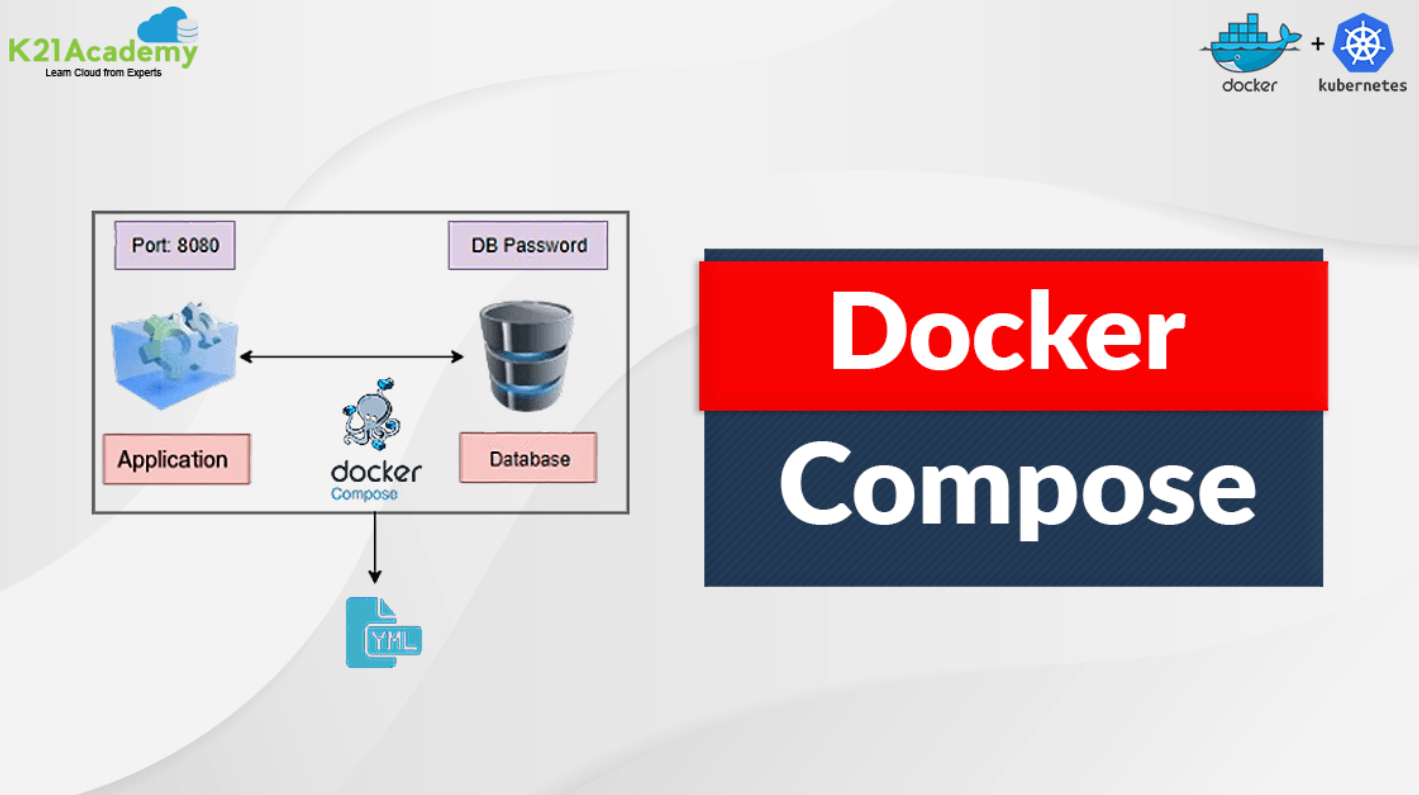 K21Academy
Learn Cloud from Experts
docker
+
kubernetes
Port: 8080
DB Password
Application
docker
Compose
Database
YML
Docker
Compose